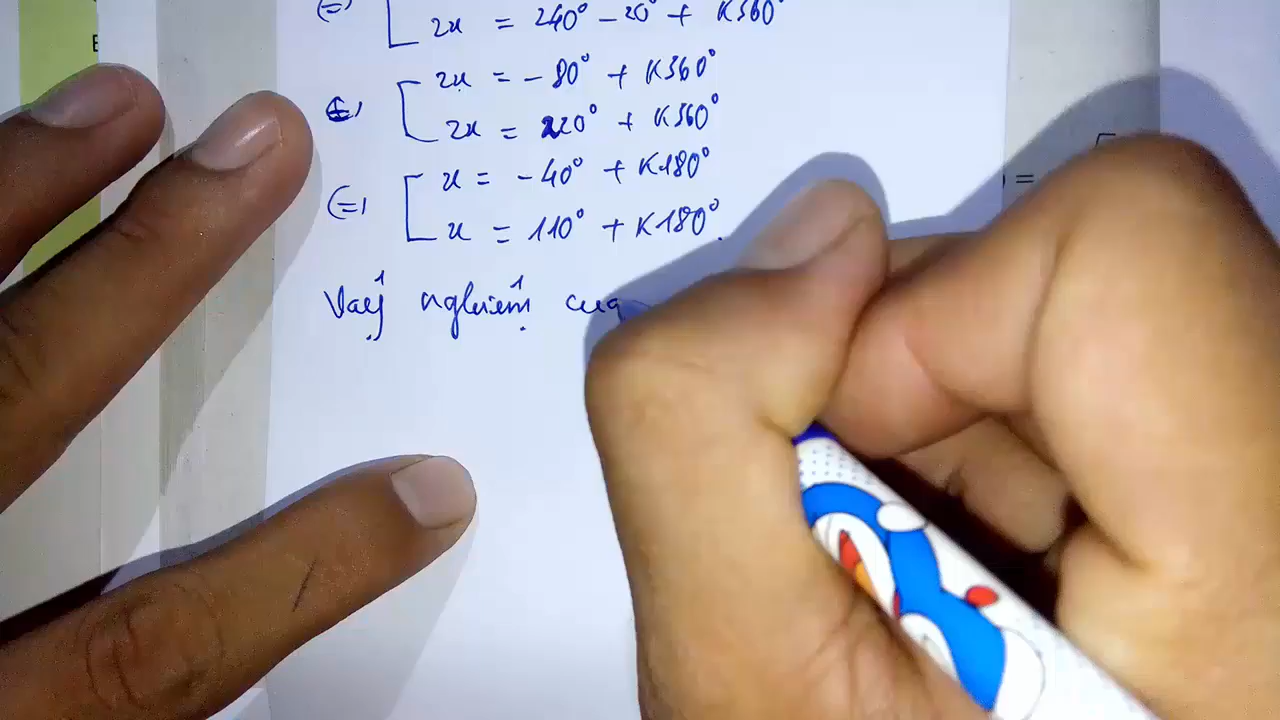 (=) [ 2x = 240° - 20° + K360°
(=) [ 2x = -80° + K360°
2x = 220° + K360°
(=) [ x = -40° + K180°
x = 110° + K180°.
Vậy nghiệm của
) =